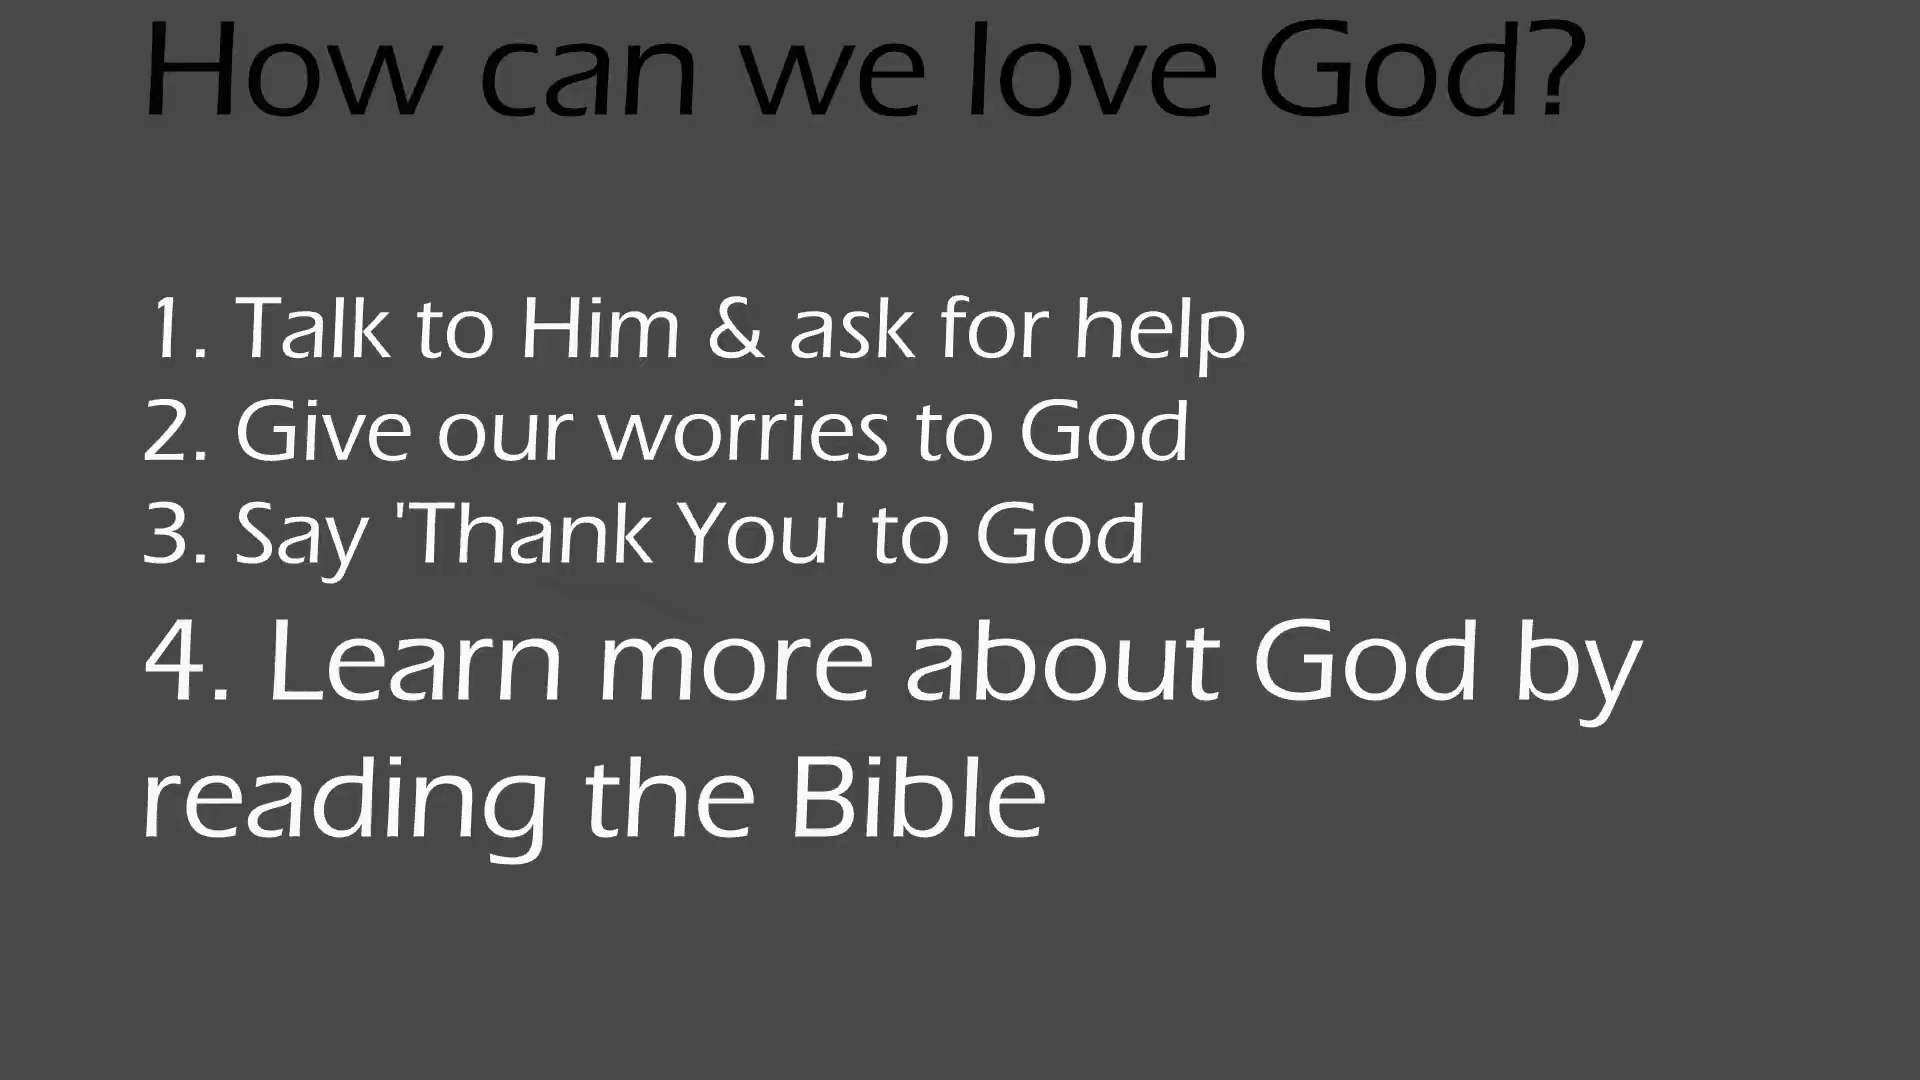 How can we love God?
1. Talk to Him & ask for help
2. Give our worries to God
3. Say 'Thank You' to God
4. Learn more about God by
reading the Bible